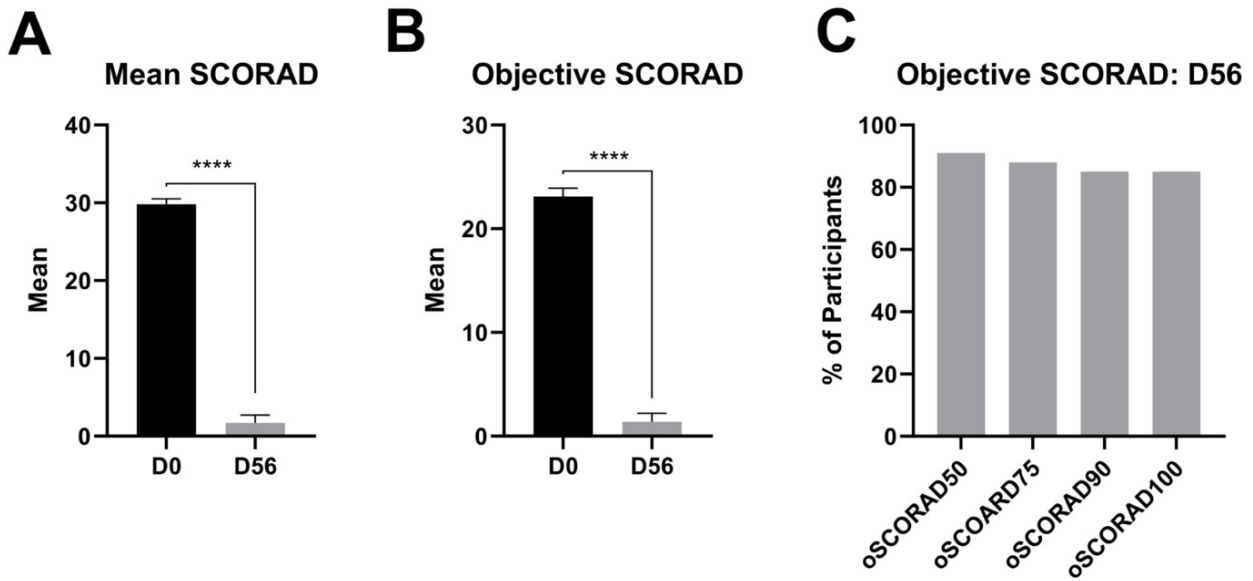 A
Mean SCORAD
Mean
40
30
20
10
0
****
D0
D56
B
Objective SCORAD
Mean
30
20
10
0
****
D0
D56
C
Objective SCORAD: D56
% of Participants
100
80
60
40
20
0
oSCORAD50
oSCOARD75
oSCORAD90
oSCORAD100